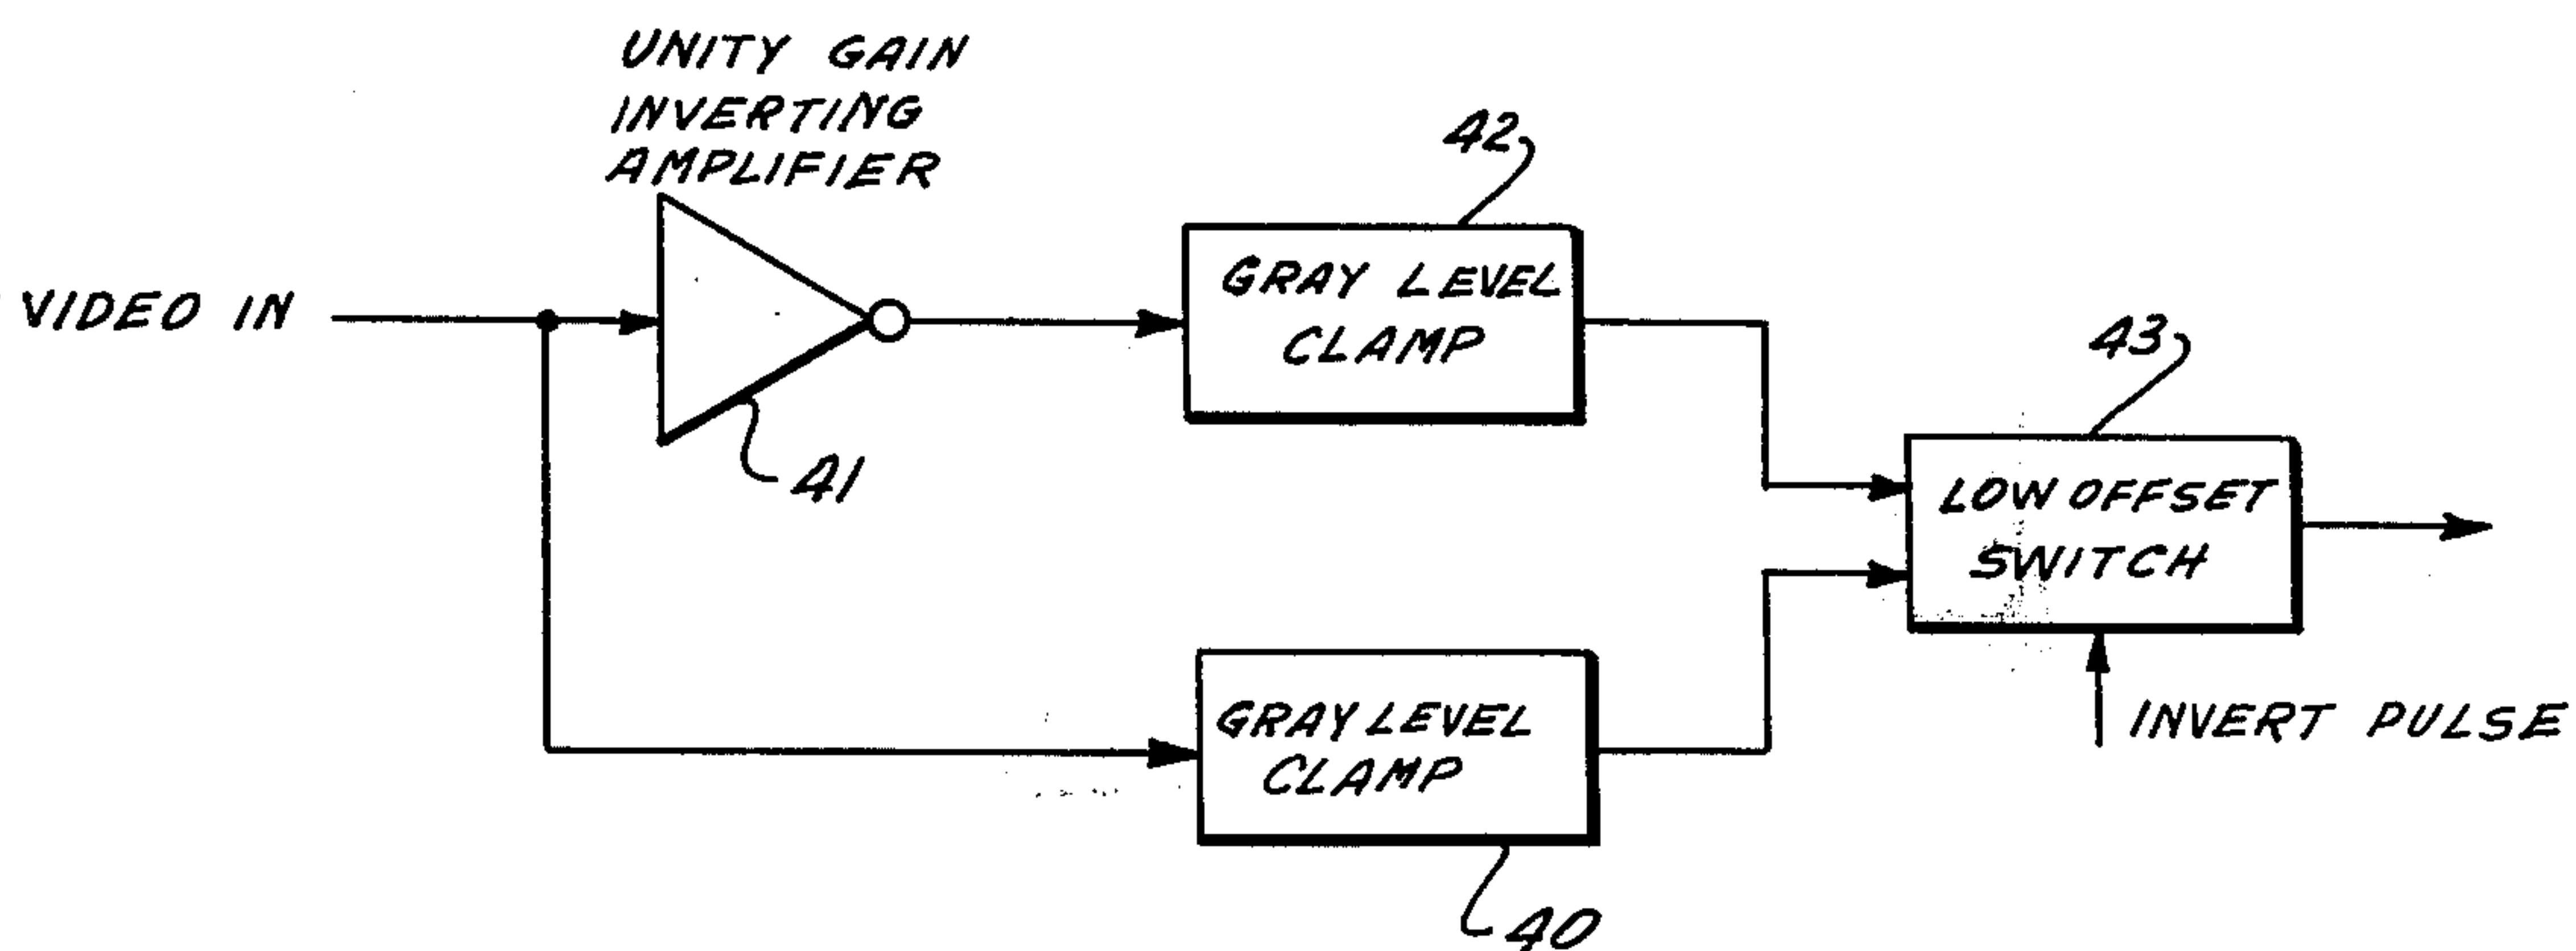 UNITY GAIN
INVERTING
AMPLIFIER
42
GRAY LEVEL
CLAMP
VIDEO IN
43
41
LOW OFFSET
SWITCH
GRAY LEVEL
CLAMP
INVERT PULSE
40